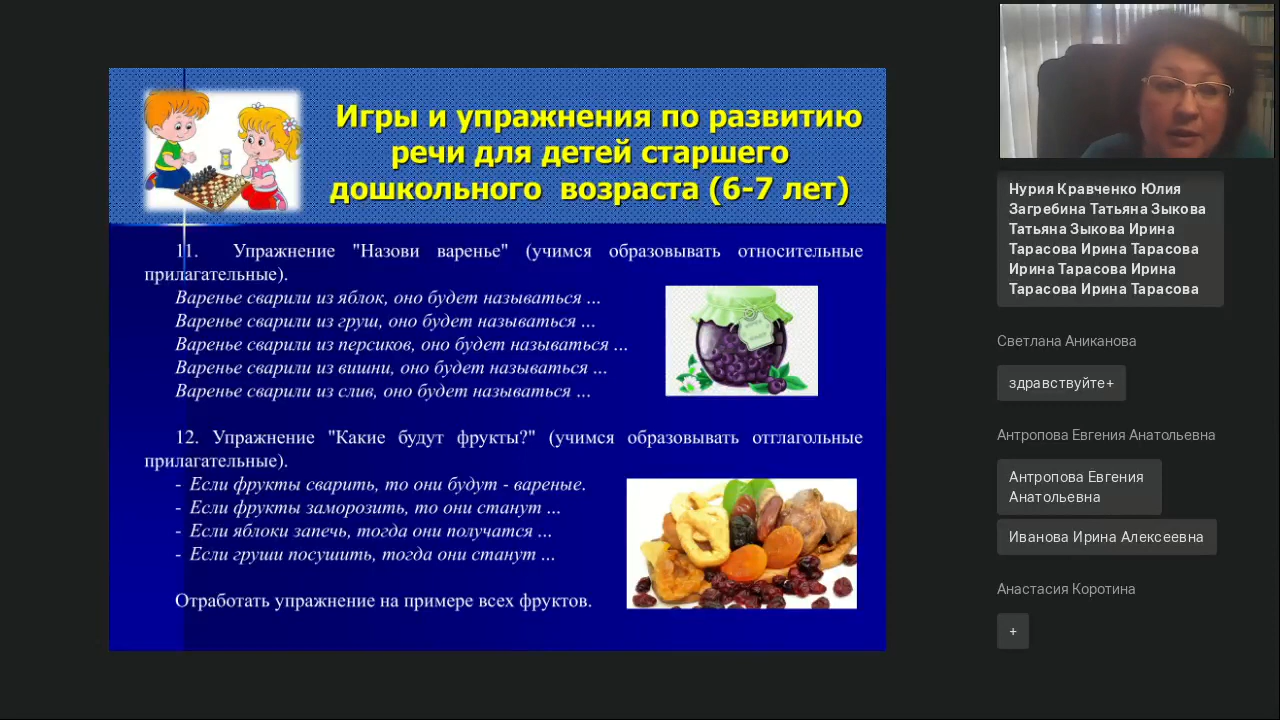 Игры и упражнения по развитию
речи для детей старшего
дошкольного возраста (6-7 лет)
11. Упражнение "Назови варенье" (учимся образовывать относительные
прилагательные).
Варенье сварили из яблок, оно будет называться ...
Варенье сварили из груш, оно будет называться ...
Варенье сварили из персиков, оно будет называться ...
Варенье сварили из вишни, оно будет называться ...
Варенье сварили из слив, оно будет называться ...
12. Упражнение "Какие будут фрукты?" (учимся образовывать отглагольные
прилагательные).
- Если фрукты сварить, то они будут - вареные.
- Если фрукты заморозить, то они станут ...
- Если яблоки запечь, тогда они получатся ...
- Если груши посушить, тогда они станут ...
Отработать упражнение на примере всех фруктов.
Нурия Кравченко Юлия
Загребина Татьяна Зыкова
Татьяна Зыкова Ирина
Тарасова Ирина Тарасова
Ирина Тарасова Ирина
Тарасова Ирина Тарасова
Светлана Аниканова
здравствуйте+
Антропова Евгения Анатольевна
Антропова Евгения
Анатольевна
Иванова Ирина Алексеевна
Анастасия Коротина
+